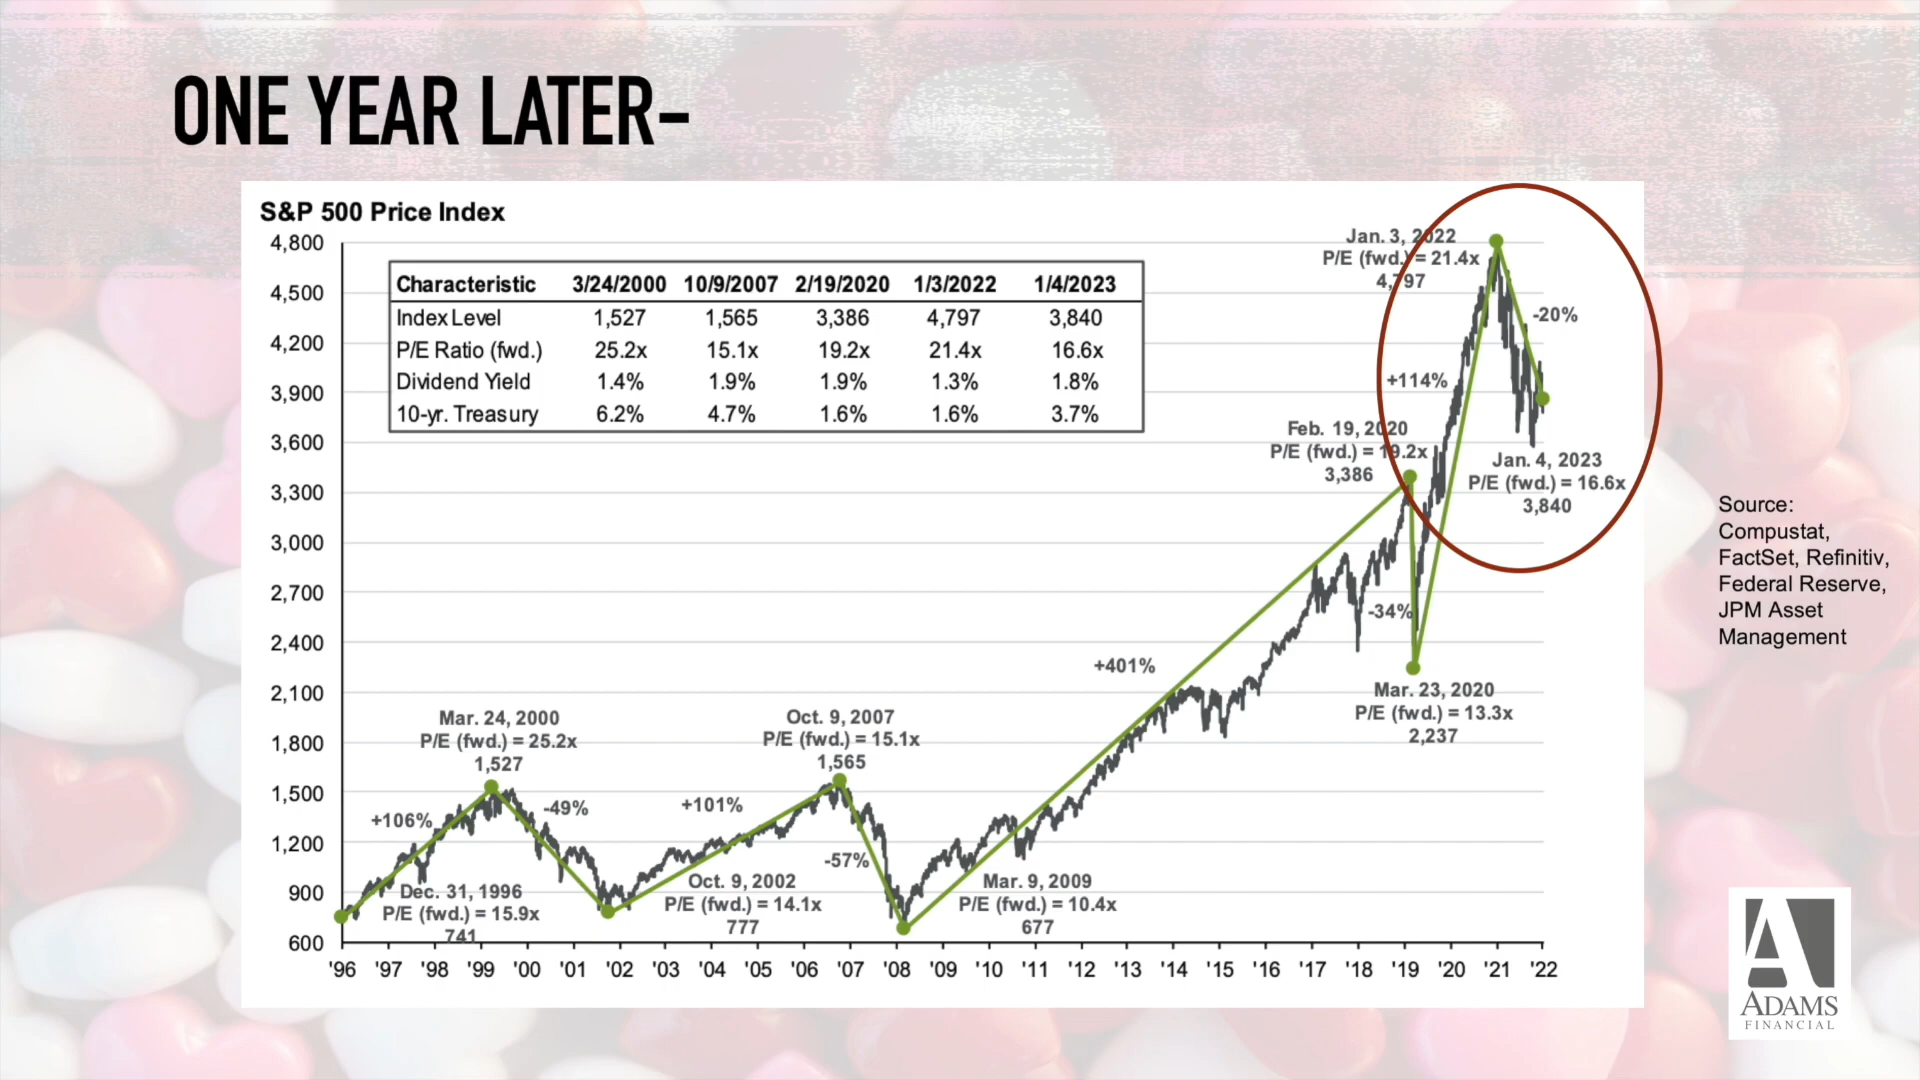 ONE YEAR LATER–
S&P 500 Price Index
4,800
4,500
4,200
3,900
3,600
3,300
3,000
2,700
2,400
2,100
1,800
1,500
1,200
900
600
Characteristic 3/24/2000 10/9/2007 2/19/2020 1/3/2022 1/4/2023
Index Level 1,527 1,565 3,386 4,797 3,840
P/E Ratio (fwd.) 25.2x 15.1x 19.2x 21.4x 16.6x
Dividend Yield 1.4% 1.9% 1.9% 1.3% 1.8%
10-yr. Treasury 6.2% 4.7% 1.6% 1.6% 3.7%
Jan. 3, 2022
P/E (fwd.) = 21.4x
4,797
-20%
+114%
Feb. 19, 2020
P/E (fwd.) = 19.2x
3,386
Jan. 4, 2023
P/E (fwd.) = 16.6x
3,840
-34%
+401%
Mar. 23, 2020
P/E (fwd.) = 13.3x
2,237
Mar. 24, 2000
P/E (fwd.) = 25.2x
1,527
Oct. 9, 2007
P/E (fwd.) = 15.1x
1,565
+106%
-49%
+101%
-57%
Dec. 31, 1996
P/E (fwd.) = 15.9x
741
Oct. 9, 2002
P/E (fwd.) = 14.1x
777
Mar. 9, 2009
P/E (fwd.) = 10.4x
677
'96 '97 '98 '99 '00 '01 '02 '03 '04 '05 '06 '07 '08 '09 '10 '11 '12 '13 '14 '15 '16 '17 '18 '19 '20 '21 '22
Source:
Compustat,
FactSet, Refinitiv,
Federal Reserve,
JPM Asset
Management
A
ADAMS
FINANCIAL